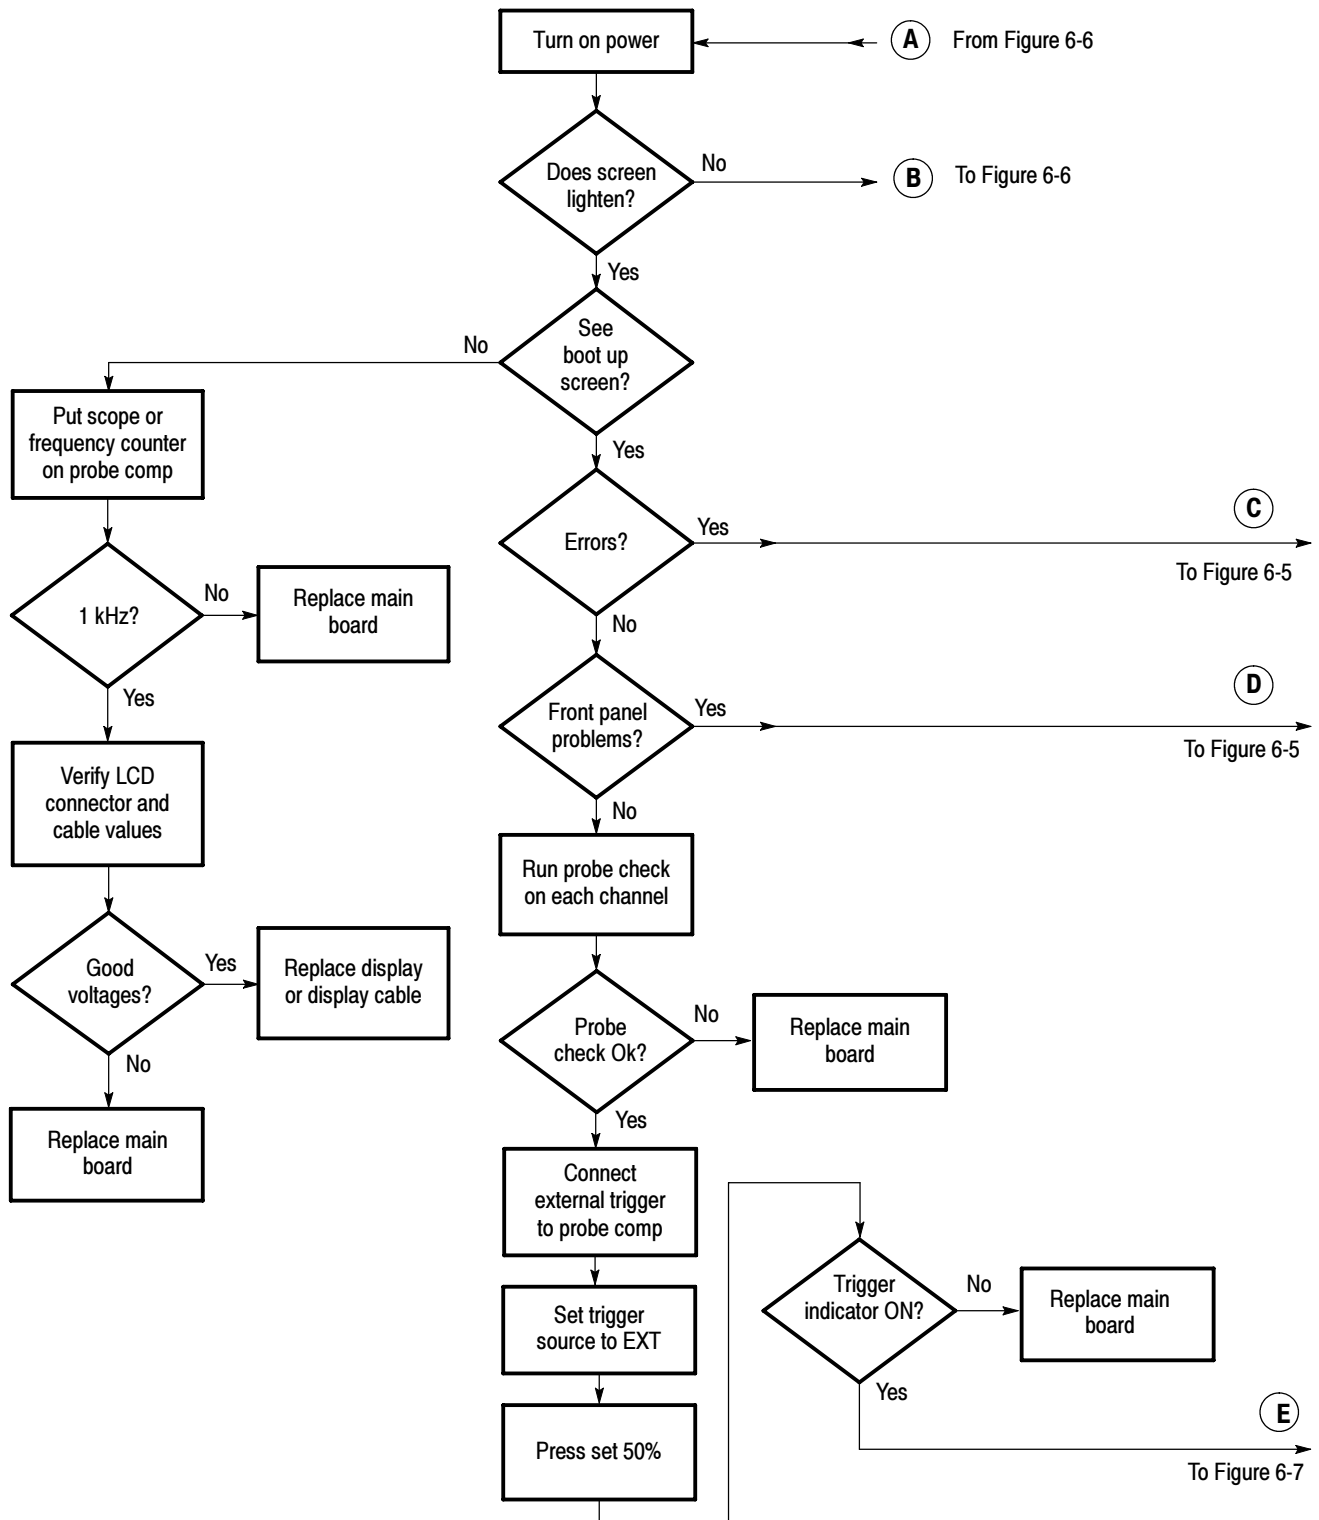 Turn on power
A
From Figure 6-6
Does screen
lighten?
No
B
To Figure 6-6
Yes
See
boot up
screen?
No
Yes
Put scope or
frequency counter
on probe comp
Errors?
Yes
C
To Figure 6-5
No
1 kHz?
No
Replace main
board
Yes
Front panel
problems?
Yes
D
To Figure 6-5
No
Verify LCD
connector and
cable values
Run probe check
on each channel
Good
voltages?
Yes
Replace display
or display cable
No
Replace main
board
Probe
check Ok?
No
Replace main
board
Yes
Connect
external trigger
to probe comp
Set trigger
source to EXT
Press set 50%
Trigger
indicator ON?
No
Replace main
board
Yes
E
To Figure 6-7